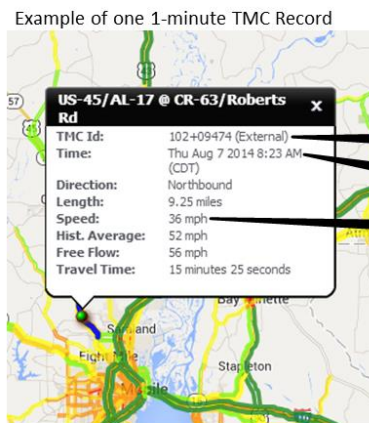 Example of one 1-minute TMC Record
57
45
US-45/AL-17 @ CR-63/Roberts
Rd
x
TMC Id: 102+09474 (External)
Time: Thu Aug 7 2014 8:23 AM
(CDT)
Direction: Northbound
Length: 9.25 miles
Speed: 36 mph
Hist. Average: 52 mph
Free Flow: 56 mph
Travel Time: 15 minutes 25 seconds
Bay
Eight Mile
Stapleton
Mobile